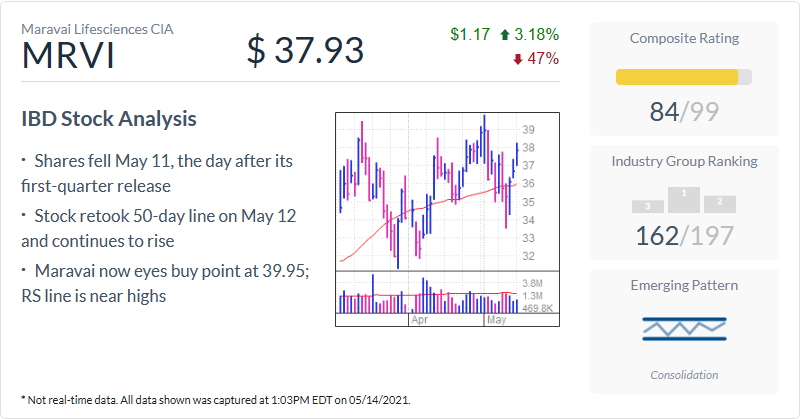 Maravai Lifesciences CIA
MRVI
$ 37.93
$1.17 3.18%
47%
IBD Stock Analysis
· Shares fell May 11, the day after its
first-quarter release
· Stock retook 50-day line on May 12
and continues to rise
· Maravai now eyes buy point at 39.95;
RS line is near highs
39
38
37
36
35
34
33
32
3.8M
1.3M
469.8K
Apr
May
Composite Rating
84/99
Industry Group Ranking
3
1
2
162/197
Emerging Pattern
Consolidation
* Not real-time data. All data shown was captured at 1:03PM EDT on 05/14/2021.